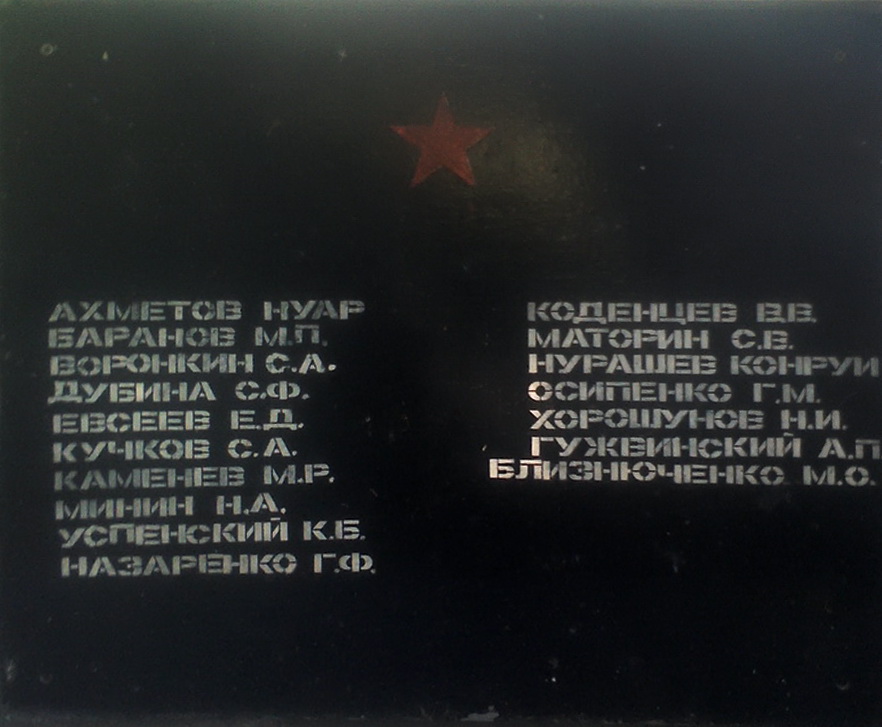 АХМЕТОВ НУАР
БАРАНОВ М.П.
ВОРОНКИН С.А.
ДУБИНА С.Ф.
ЕВСЕЕВ Е.Д.
КУЧКОВ С.А.
КАМЕНЕВ М.Р.
МИНИН Н.А.
УСПЕНСКИЙ К.Б.
НАЗАРЕНКО Г.Ф.
КОДЕНЦЕВ В.В.
МАТОРИН С.В.
НУРАШЕВ КОНРУИ
ОСИПЕНКО Г.М.
ХОРОШУНОВ Н.И.
ГУЖВИНСКИЙ А.П
БЛИЗНЮЧЕНКО М.О.